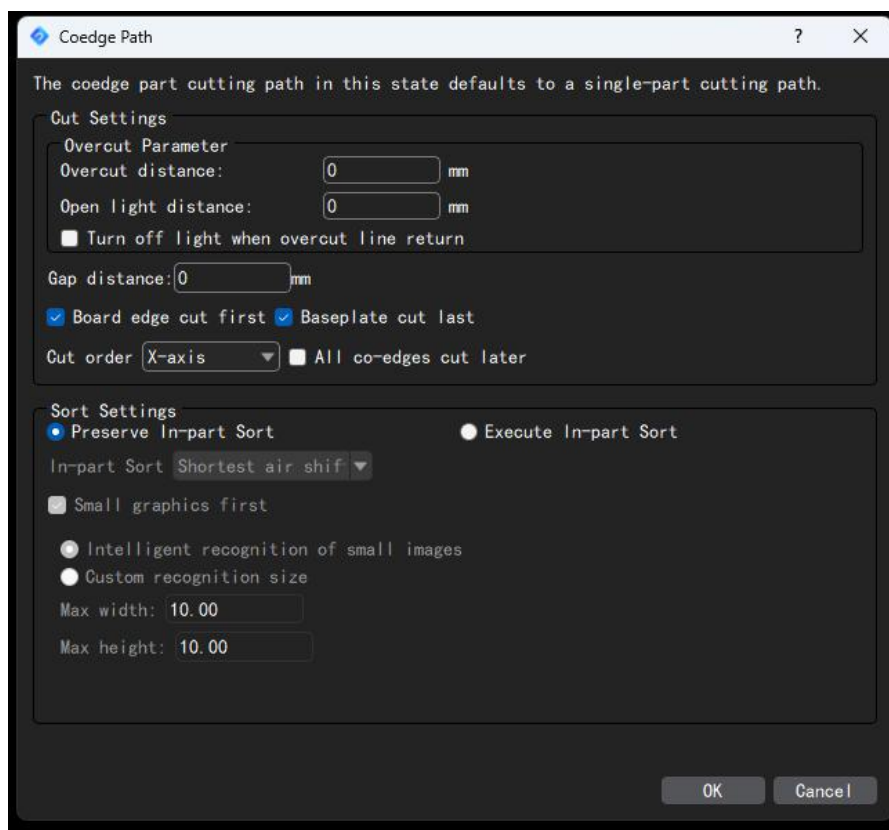 Coedge Path
The coedge part cutting path in this state defaults to a single-part cutting path.
Cut Settings
Overcut Parameter
Overcut distance: 0 mm
Open light distance: 0 mm
Turn off light when overcut line return
Gap distance: 0 mm
Board edge cut first Baseplate cut last
Cut order X-axis All co-edges cut later
Sort Settings
Preserve In-part Sort Execute In-part Sort
In-part Sort Shortest air shif
Small graphics first
Intelligent recognition of small images
Custom recognition size
Max width: 10.00
Max height: 10.00
OK Cancel